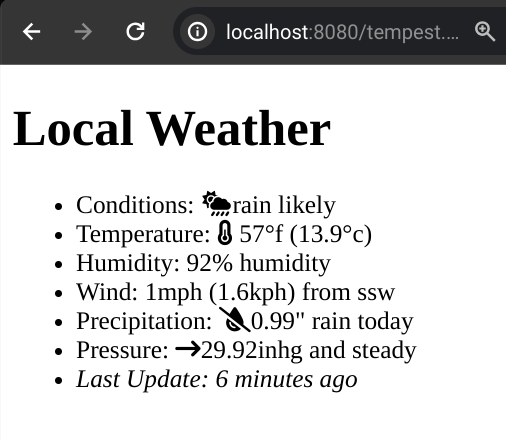 localhost:8080/tempest....
Local Weather
• Conditions: rain likely
• Temperature: 57°f (13.9°c)
• Humidity: 92% humidity
• Wind: 1mph (1.6kph) from ssw
• Precipitation: 0.99" rain today
• Pressure: →29.92inhg and steady
• Last Update: 6 minutes ago